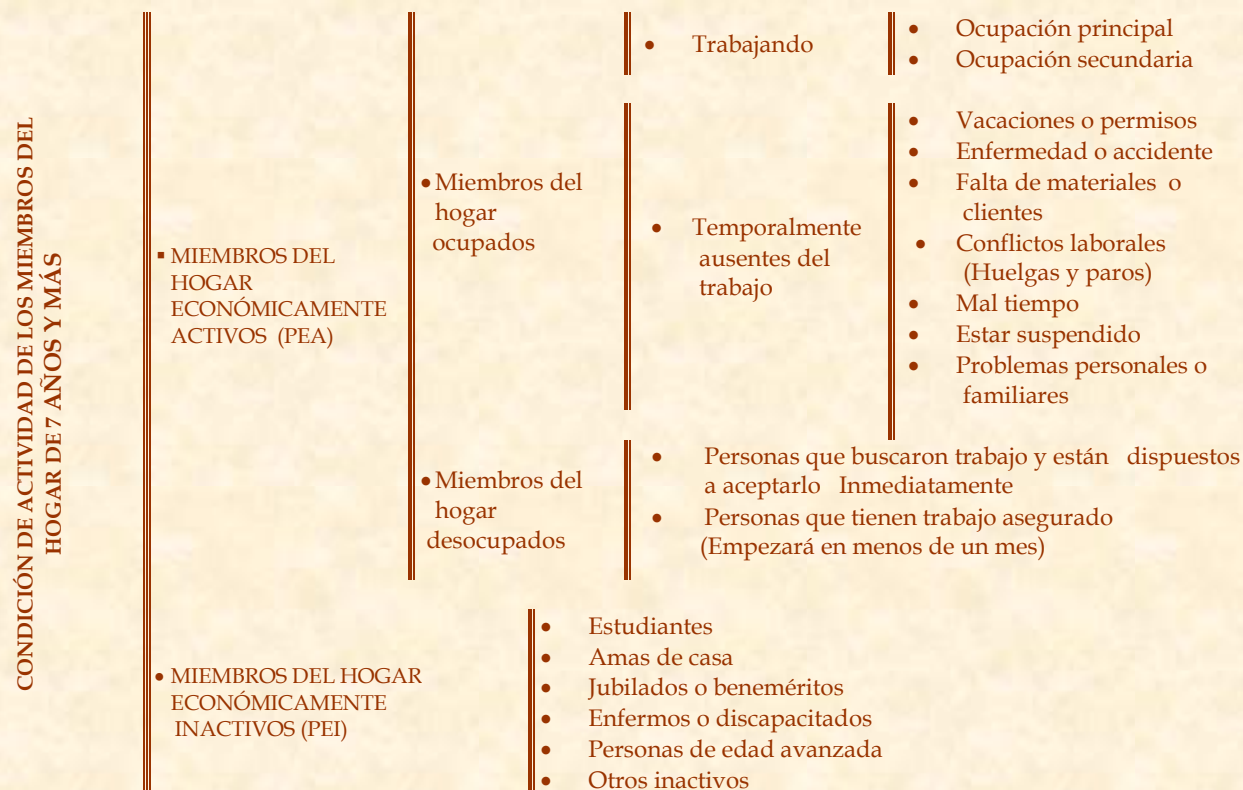 CONDICIÓN DE ACTIVIDAD DE LOS MIEMBROS DEL
HOGAR DE 7 AÑOS Y MÁS
▪ MIEMBROS DEL
HOGAR
ECONÓMICAMENTE
ACTIVOS (PEA)
• Miembros del
hogar
ocupados
• Trabajando
• Ocupación principal
• Ocupación secundaria
• Temporalmente
ausentes del
trabajo
• Vacaciones o permisos
• Enfermedad o accidente
• Falta de materiales o
clientes
• Conflictos laborales
(Huelgas y paros)
• Mal tiempo
• Estar suspendido
• Problemas personales o
familiares
• Miembros del
hogar
desocupados
• Personas que buscaron trabajo y están dispuestos
a aceptarlo Inmediatamente
• Personas que tienen trabajo asegurado
(Empezará en menos de un mes)
• MIEMBROS DEL HOGAR
ECONÓMICAMENTE
INACTIVOS (PEI)
• Estudiantes
• Amas de casa
• Jubilados o beneméritos
• Enfermos o discapacitados
• Personas de edad avanzada
• Otros inactivos